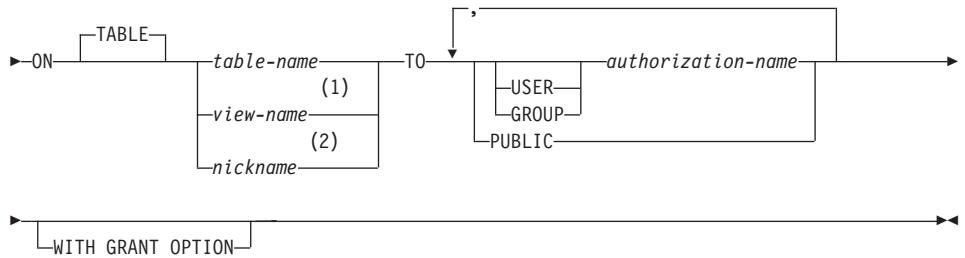 ,
TABLE
ON table-name TO authorization-name
(1) USER
view-name GROUP
(2) PUBLIC
nickname
WITH GRANT OPTION